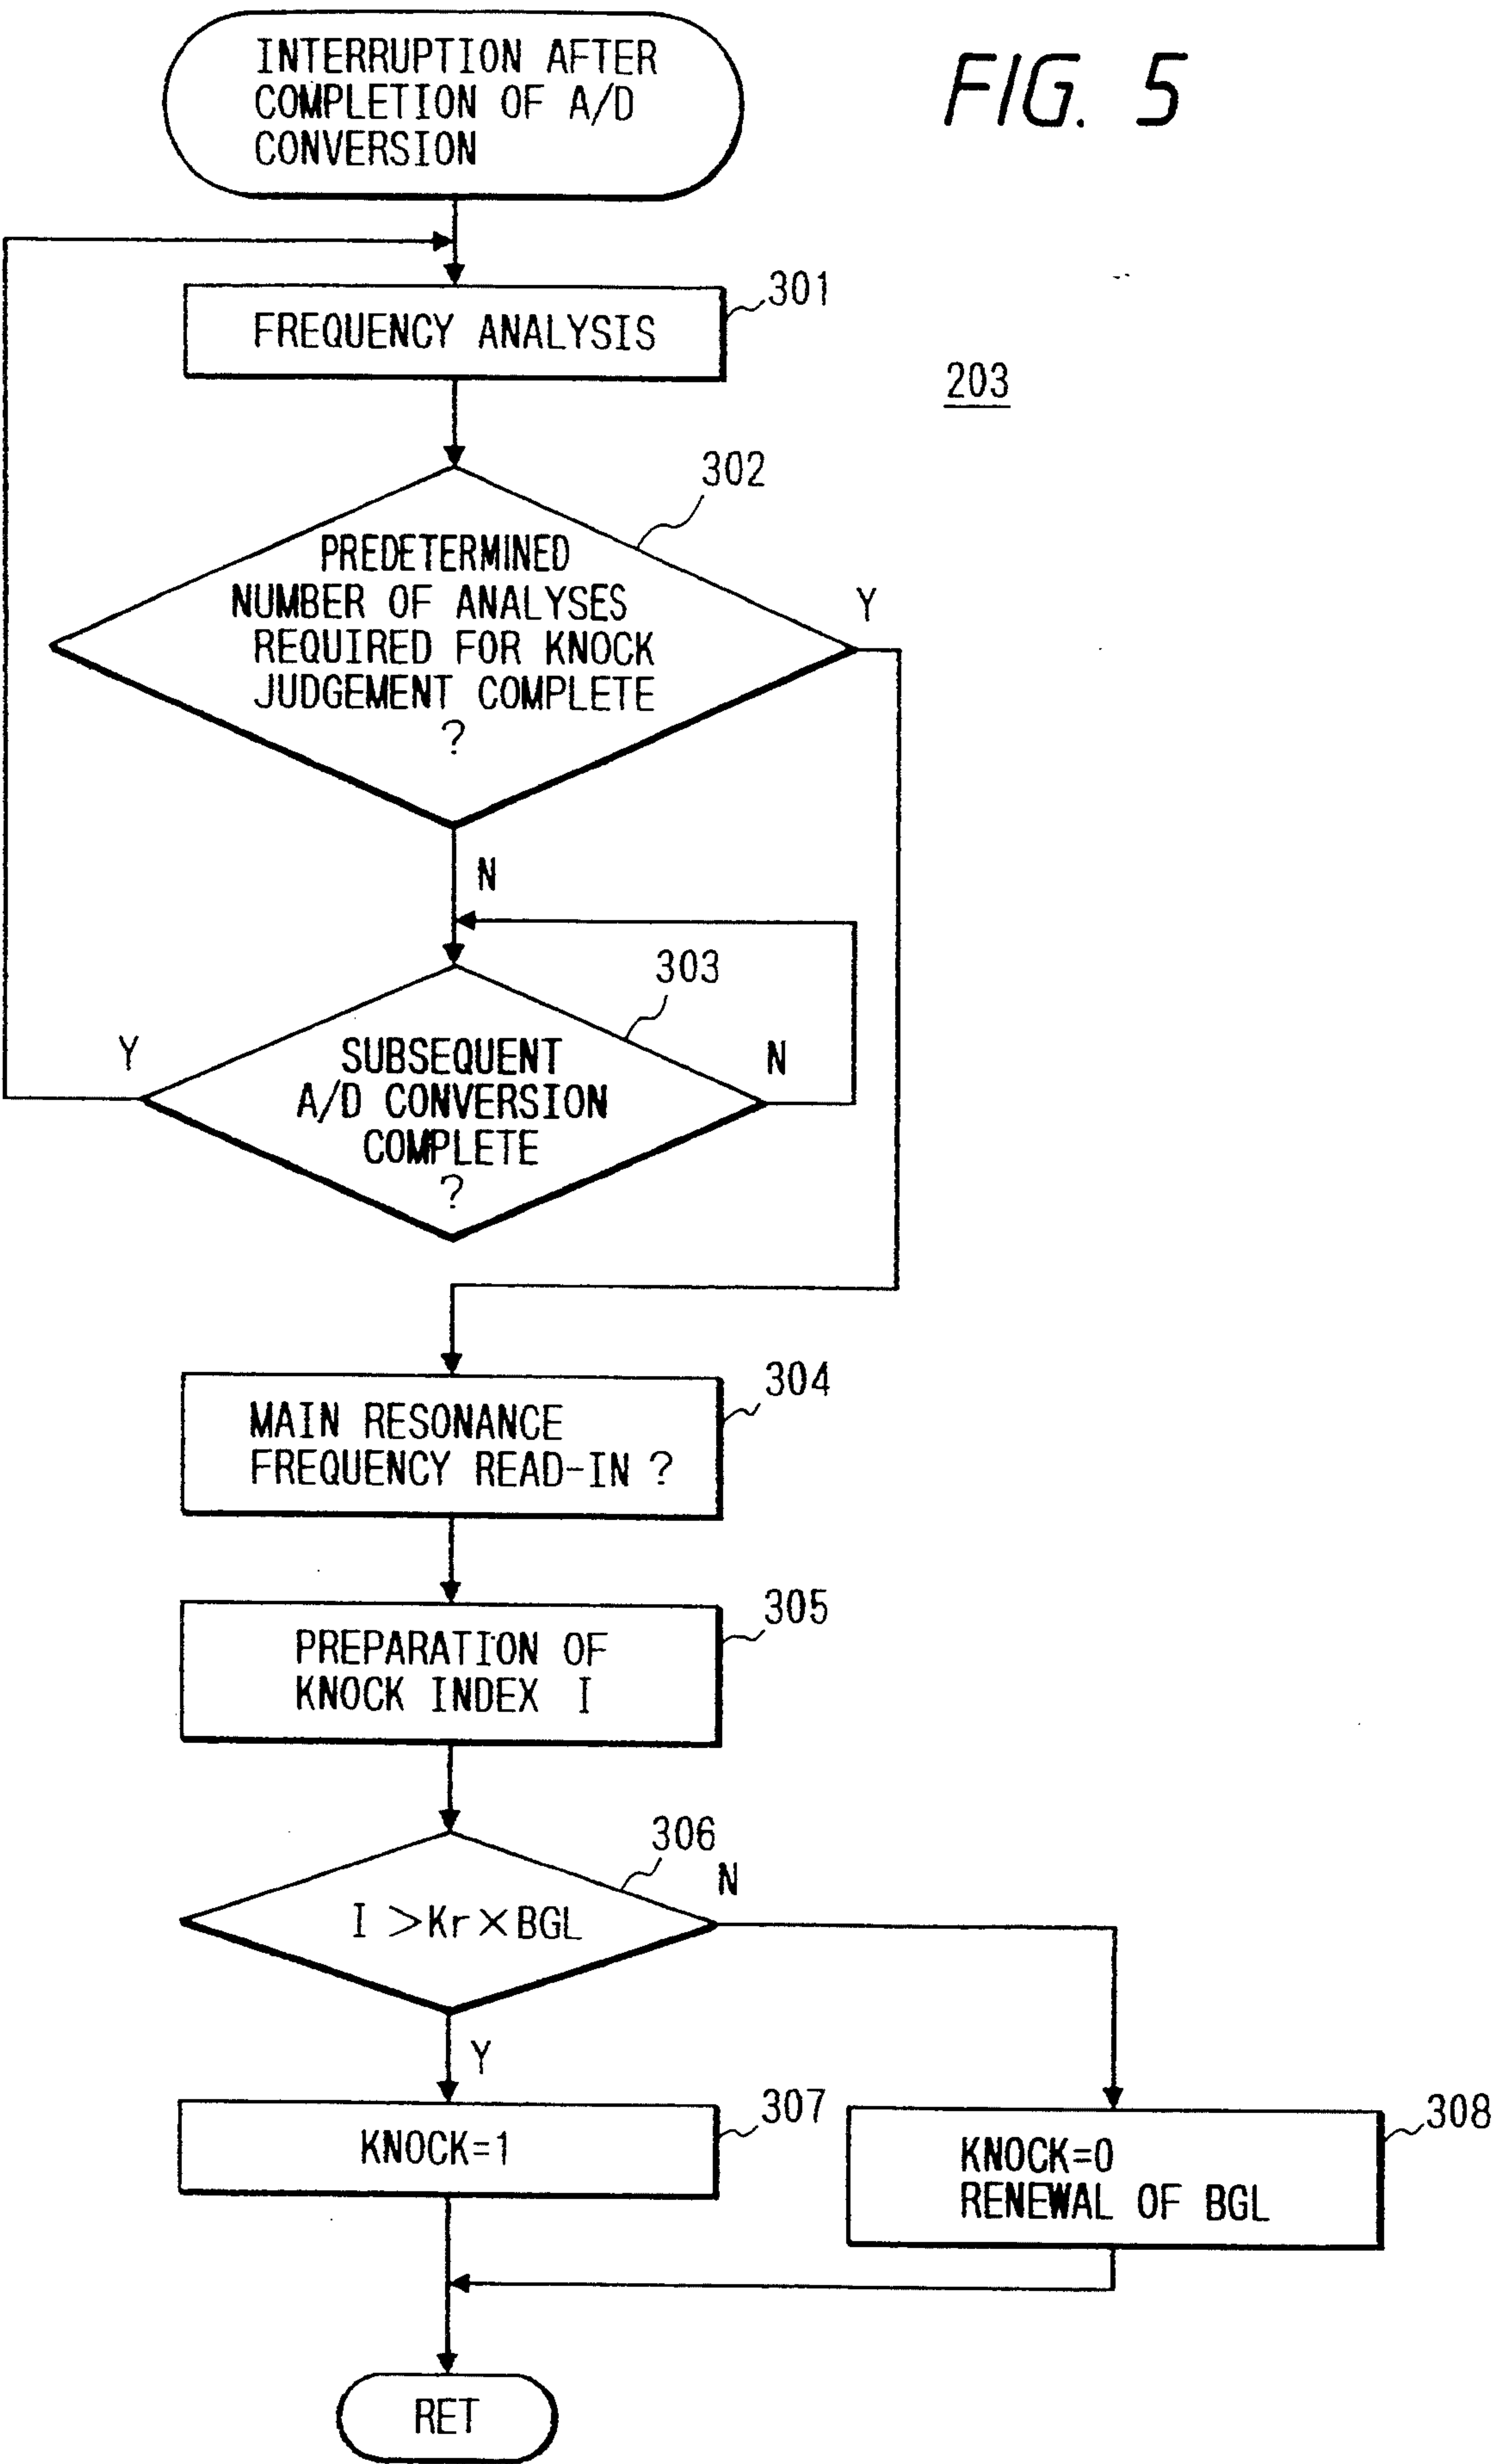 INTERRUPTION AFTER
COMPLETION OF A/D
CONVERSION
FIG. 5
301
FREQUENCY ANALYSIS
203
302
PREDETERMINED
NUMBER OF ANALYSES
REQUIRED FOR KNOCK
JUDGEMENT COMPLETE
?
Y
N
303
Y
SUBSEQUENT
A/D CONVERSION
COMPLETE
?
N
304
MAIN RESONANCE
FREQUENCY READ-IN ?
305
PREPARATION OF
KNOCK INDEX I
306
I >Kr×BGL
N
Y
307
KNOCK=1
308
KNOCK=0
RENEWAL OF BGL
RET